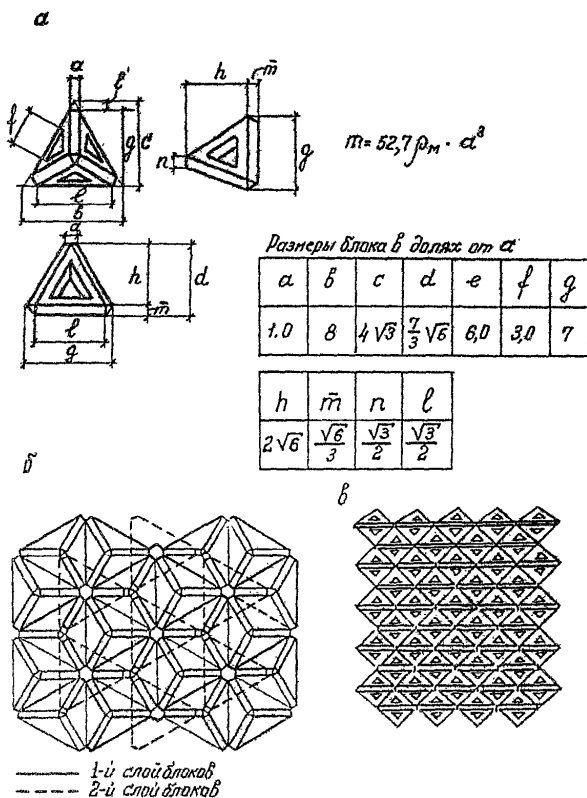 а
a l'
f g c
n h m̄ g
l
b
a
h d
m̄
l
g
m = 52,7 ρм · a³
Размеры блока в долях от a
a b c d e f g
1.0 8 4√3 7/3 √6 6,0 3,0 7
h m̄ n l
2√6 √6/3 √3/2 √3/2
б
в
1-й слой блоков
2-й слой блоков